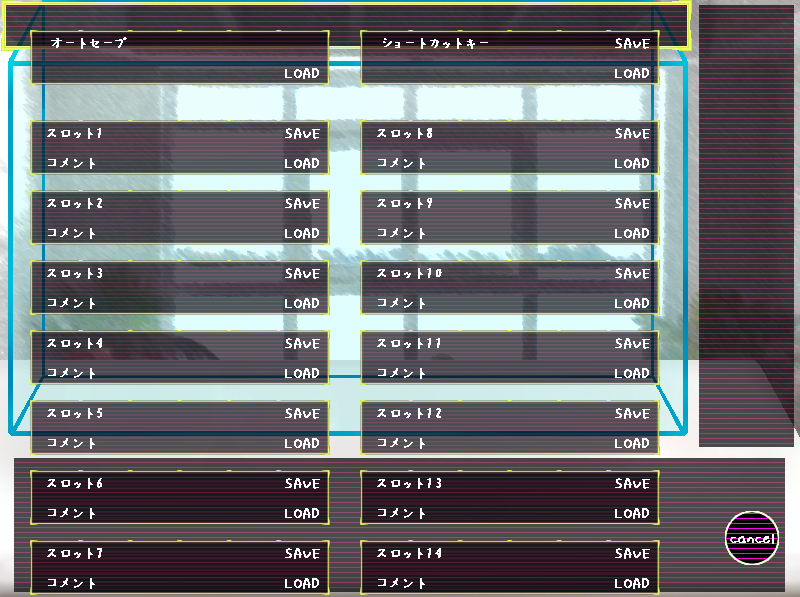 オートセーブ
LOAD
ショートカットキー SAVE
LOAD
スロット1 SAVE
コメント LOAD
スロット2 SAVE
コメント LOAD
スロット3 SAVE
コメント LOAD
スロット4 SAVE
コメント LOAD
スロット5 SAVE
コメント LOAD
スロット6 SAVE
コメント LOAD
スロット7 SAVE
コメント LOAD
スロット8 SAVE
コメント LOAD
スロット9 SAVE
コメント LOAD
スロット10 SAVE
コメント LOAD
スロット11 SAVE
コメント LOAD
スロット12 SAVE
コメント LOAD
スロット13 SAVE
コメント LOAD
スロット14 SAVE
コメント LOAD
cancel